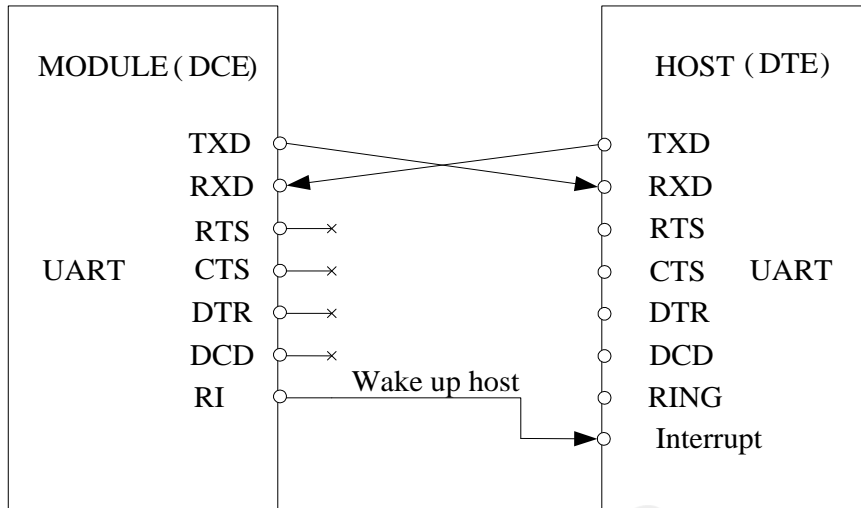 MODULE ( DCE)
HOST (DTE)
TXD
TXD
RXD
RXD
RTS
RTS
UART
CTS
CTS
UART
DTR
DTR
DCD
DCD
RI
Wake up host
RING
Interrupt